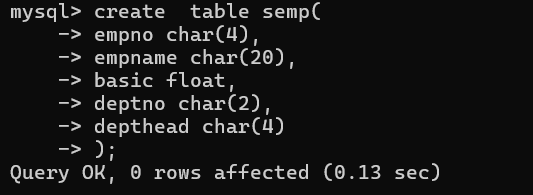 mysql> create  table semp(
    -> empno char(4),
    -> empname char(20),
    -> basic float,
    -> deptno char(2),
    -> depthead char(4)
    -> );
Query OK, 0 rows affected (0.13 sec)